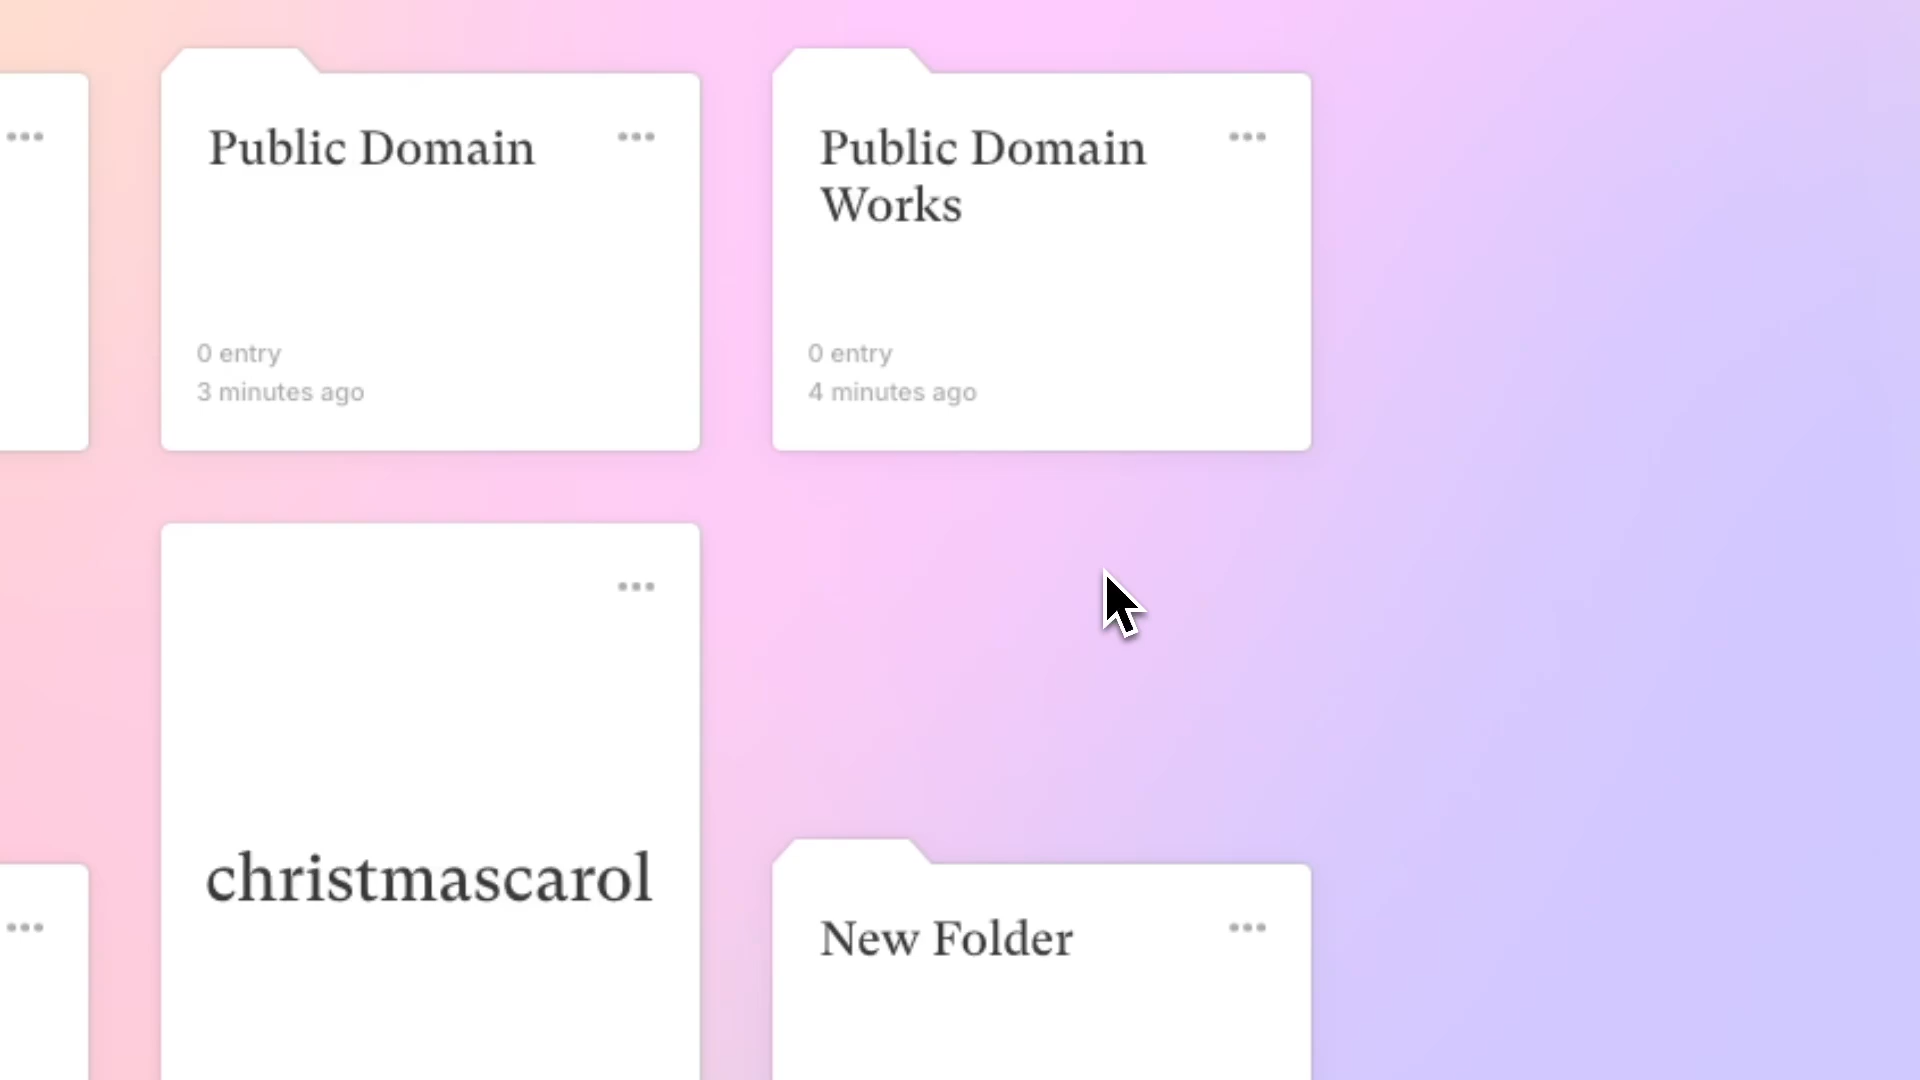 Public Domain
0 entry
3 minutes ago
Public Domain
Works
0 entry
4 minutes ago
christmascarol
New Folder